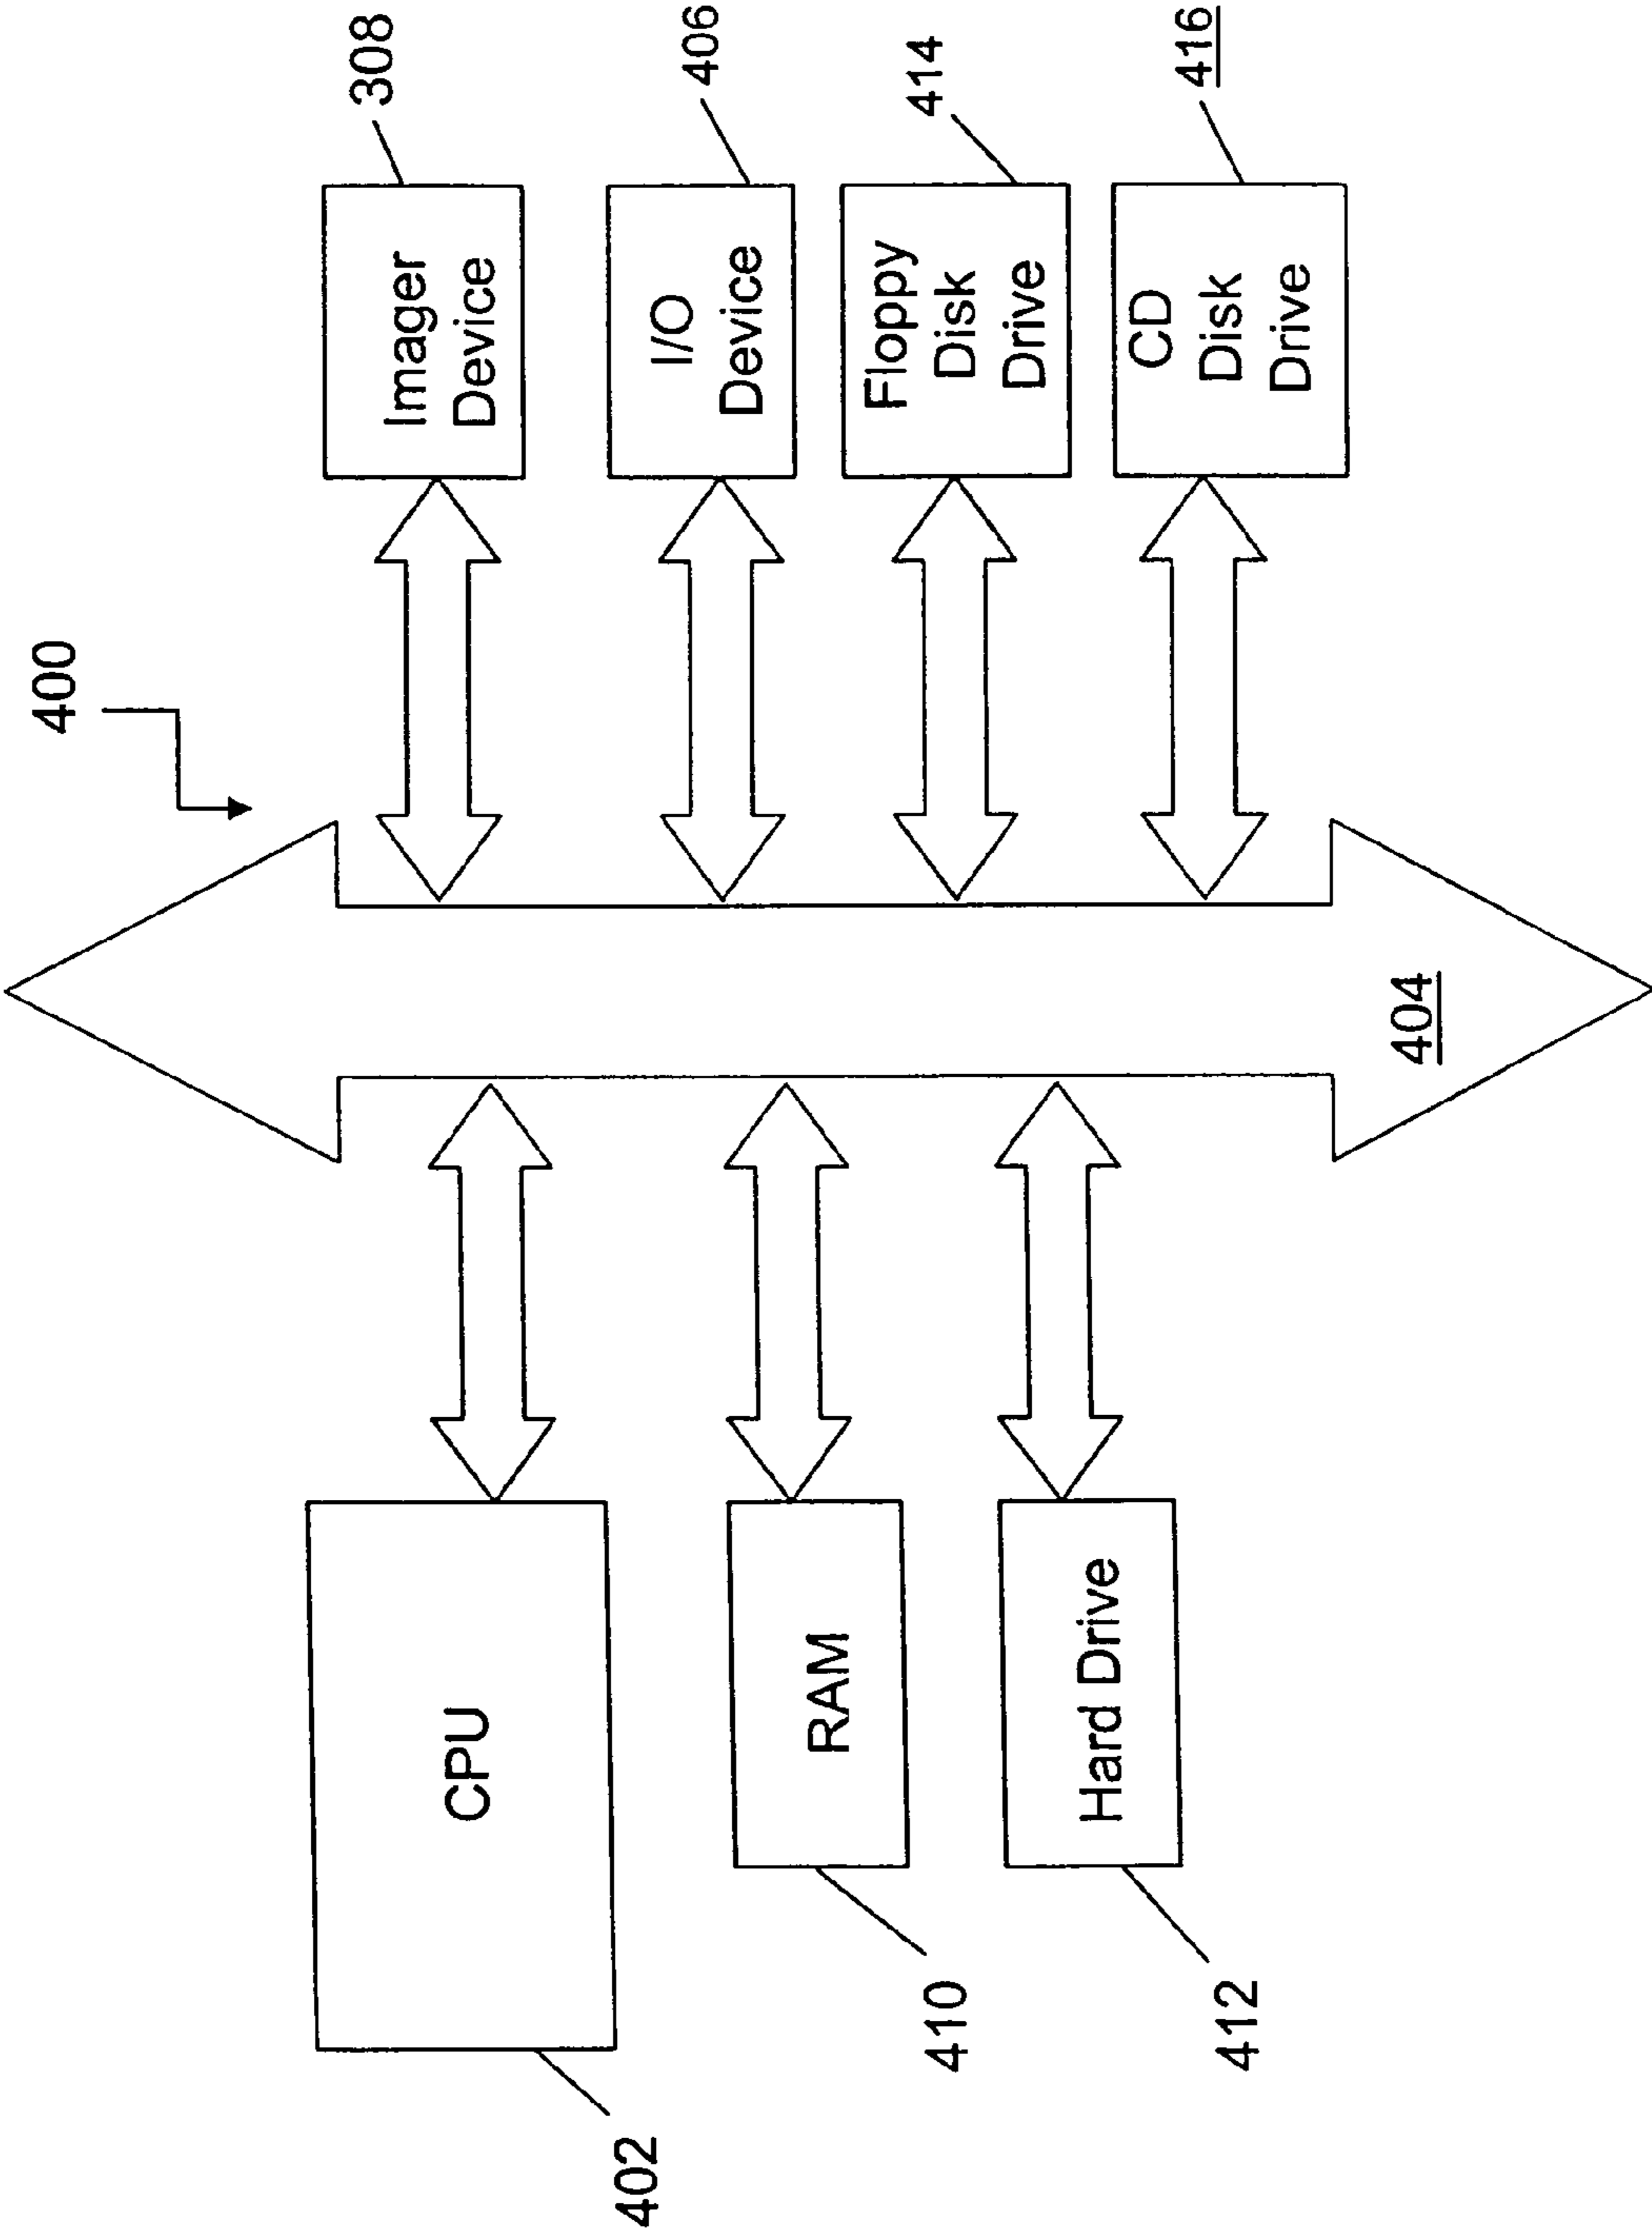 400
402
CPU
410
RAM
412
Hard Drive
404
Imager
Device
308
I/O
Device
406
Floppy
Disk
Drive
414
CD
Disk
Drive
416